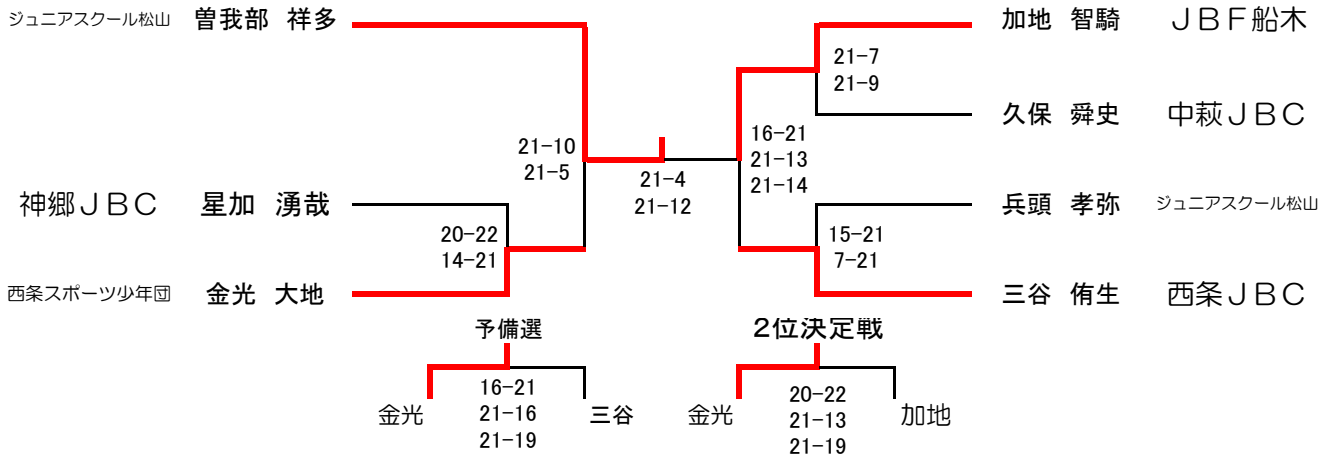 ジュニアスクール松山 曽我部 祥多
加地 智騎 JBF船木
21-7
21-9
久保 舜史 中萩JBC
21-10
21-5
21-4
21-12
16-21
21-13
21-14
神郷JBC 星加 湧哉
兵頭 孝弥 ジュニアスクール松山
20-22
14-21
15-21
7-21
西条スポーツ少年団 金光 大地
三谷 侑生 西条JBC
予備選
2位決定戦
金光
16-21
21-16
21-19
三谷
金光
20-22
21-13
21-19
加地